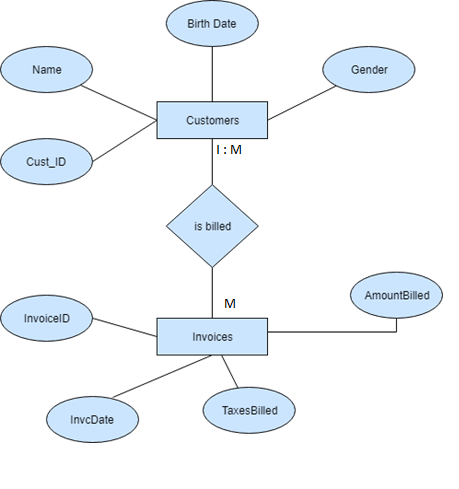 Birth Date
Name
Gender
Customers
Cust_ID
I : M
is billed
M
AmountBilled
InvoiceID
Invoices
TaxesBilled
InvcDate